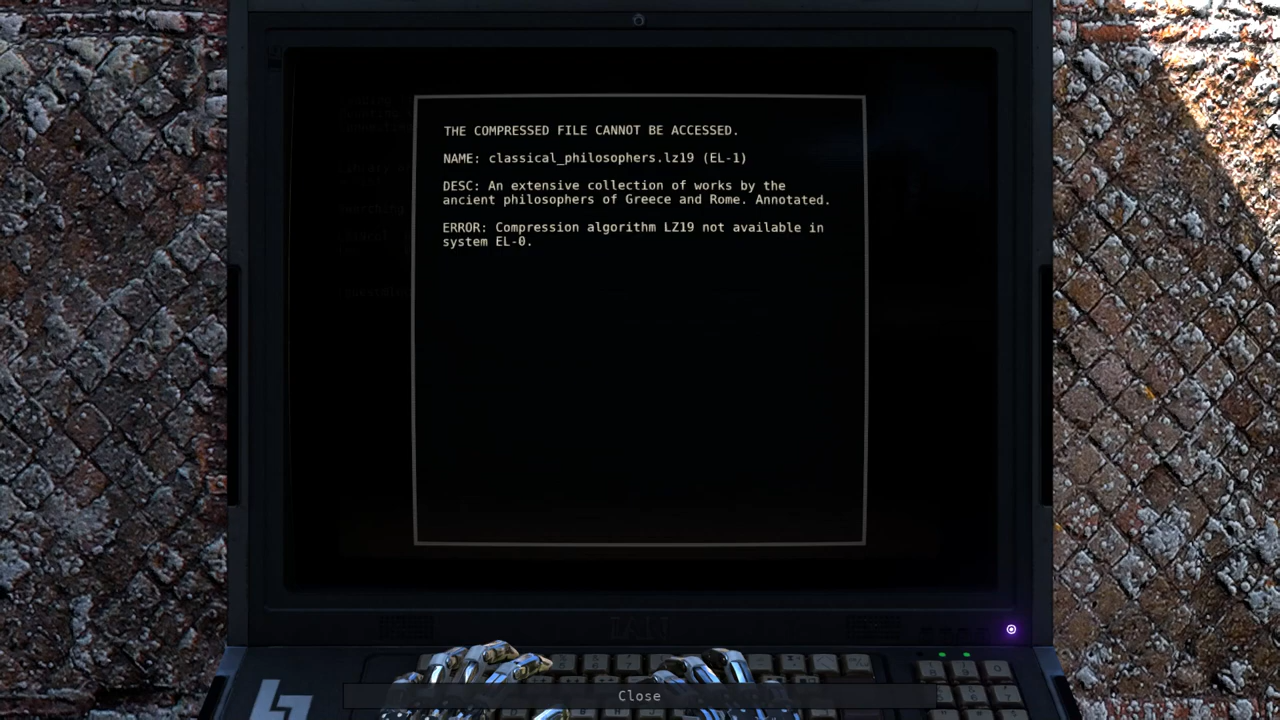 THE COMPRESSED FILE CANNOT BE ACCESSED.
NAME: classical_philosophers.lz19 (EL-1)
DESC: An extensive collection of works by the
ancient philosophers of Greece and Rome. Annotated.
ERROR: Compression algorithm LZ19 not available in
system EL-0.
Close